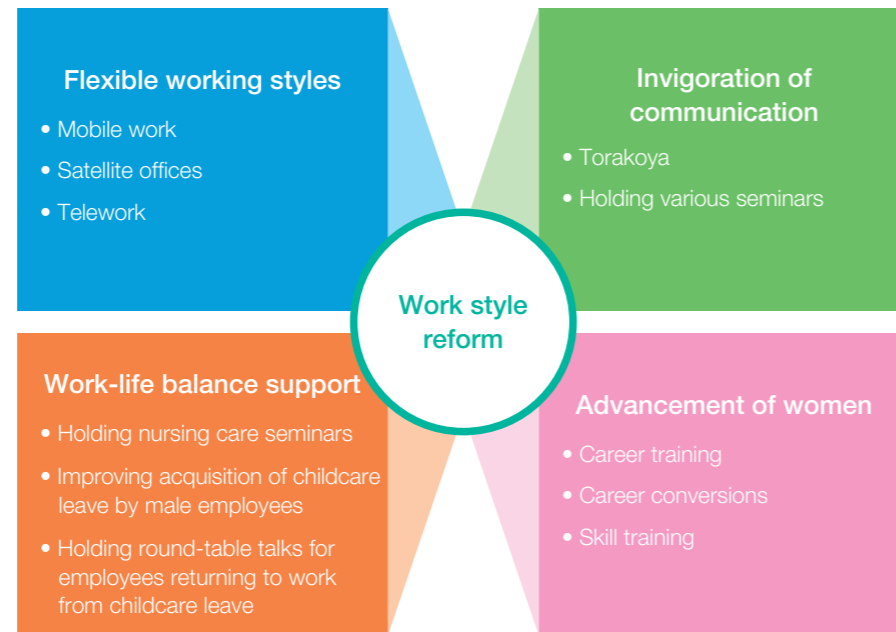 Flexible working styles
• Mobile work
• Satellite offices
• Telework
Invigoration of
communication
• Torakoya
• Holding various seminars
Work style
reform
Work-life balance support
• Holding nursing care seminars
• Improving acquisition of childcare
leave by male employees
• Holding round-table talks for
employees returning to work
from childcare leave
Advancement of women
• Career training
• Career conversions
• Skill training